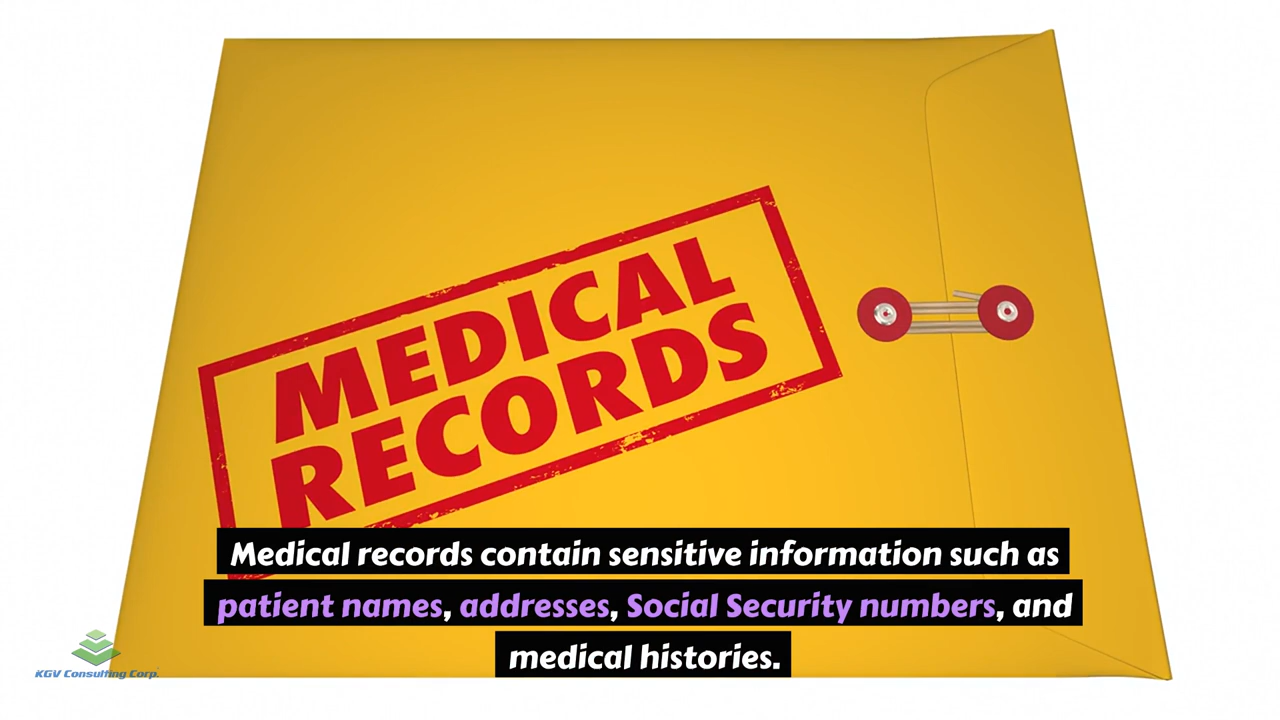 MEDICAL
RECORDS
Medical records contain sensitive information such as
patient names, addresses, Social Security numbers, and
medical histories.
KGV Consulting Corp.